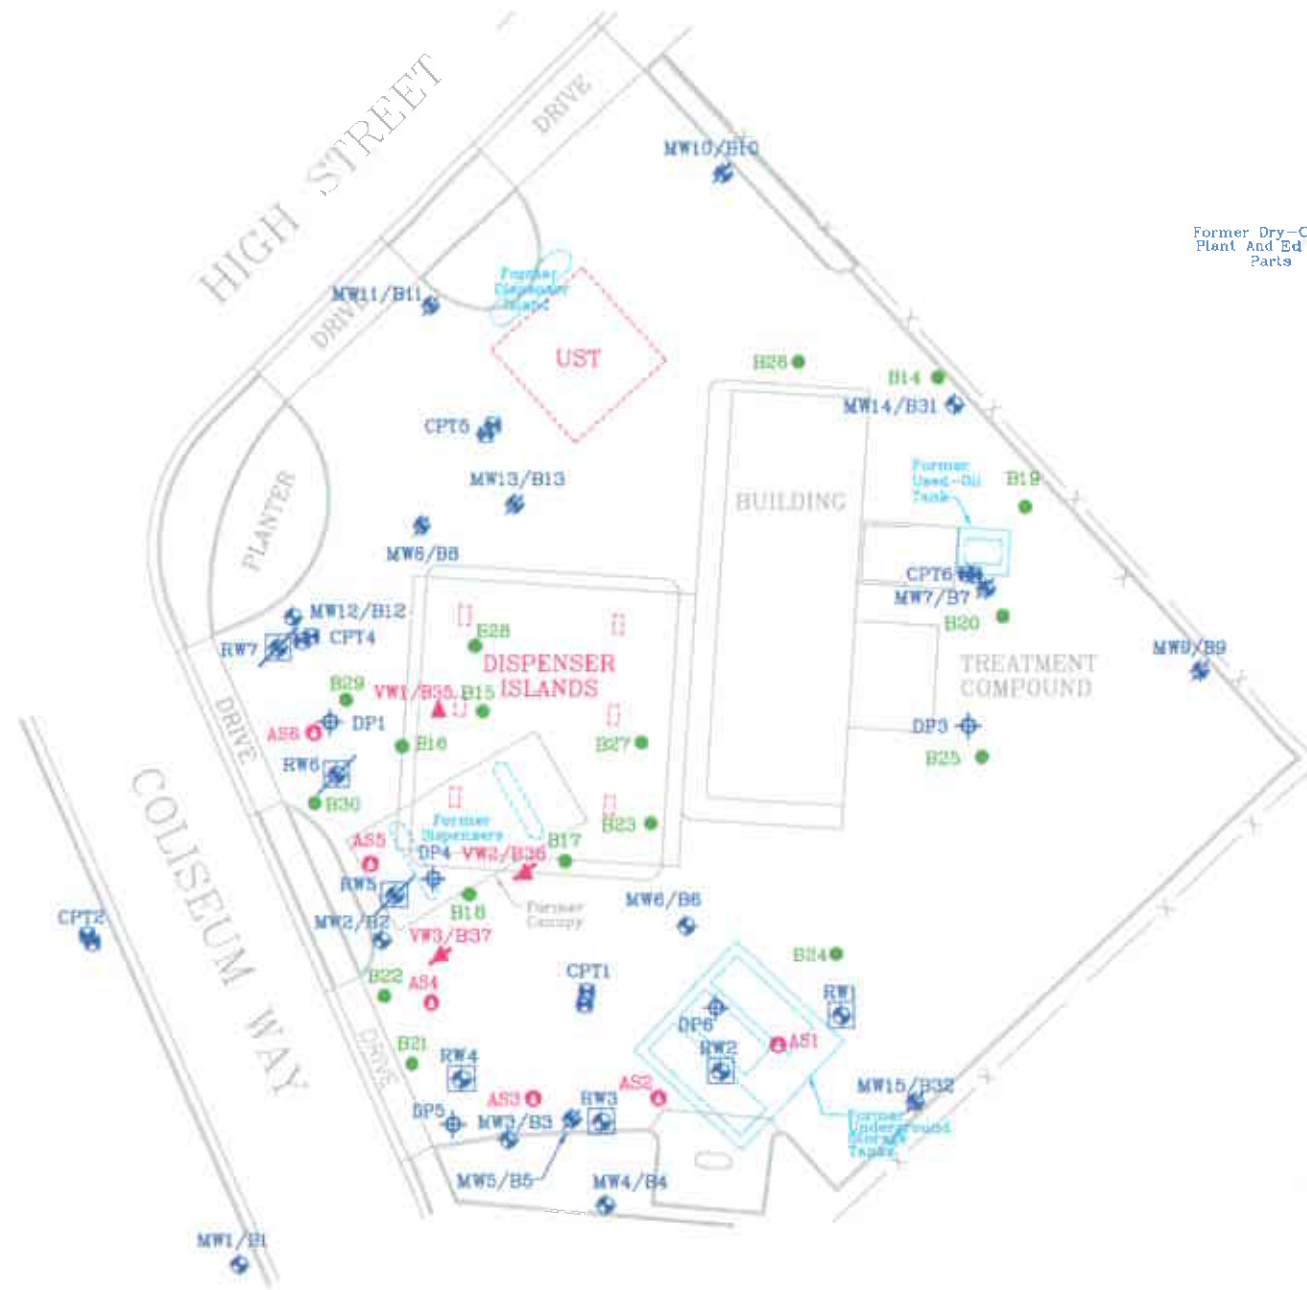 HIGH STREET
DRIVE
MW10/B10
Former Dry-C
Plant And Ed
Parts
MW11/B11
Former
Dispenser
Island
DRIVE
UST
B26
B14
MW14/B31
CPT5
MW13/B13
Former
Used-Oil
Tank
B19
BUILDING
PLANTER
CPT6
MW7/B7
MW12/B12
CPT4
RW7
B28
B20
DISPENSER
ISLANDS
TREATMENT
COMPOUND
MW9/B9
B29
VW1/B35
B15
DP1
AS6
DRIVE
B16
B27
DP3
B25
RW6
B30
COLISEUM WAY
Former
Dispensers
B23
AS5
DP4
VW2/B36
B17
RW5
B18
Former
Canopy
MW6/B6
CPT2
MW2/B2
VW3/B37
B24
CPT1
B22
AS4
RW1
DP6
AS1
B21
DRIVE
RW4
RW2
AS3
AS2
RW3
MW15/B32
DP5
MW3/B3
Former
Underground
Storage
Tanks
MW5/B5
MW4/B4
MW1/B1